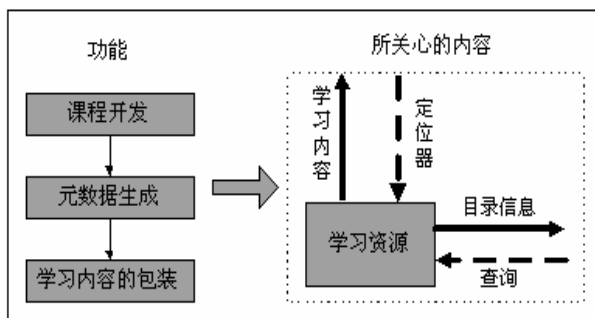 功能
所关心的内容
课程开发
元数据生成
学习内容的包装
学习内容
定位器
学习资源
目录信息
查询